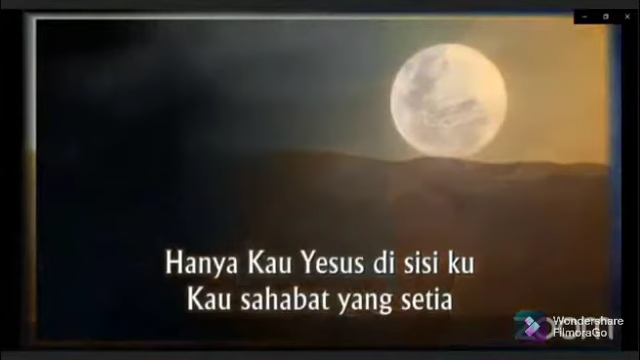 Hanya Kau Yesus di sisi ku
Kau sahabat yang setia
Wondershare
FilmoraGo